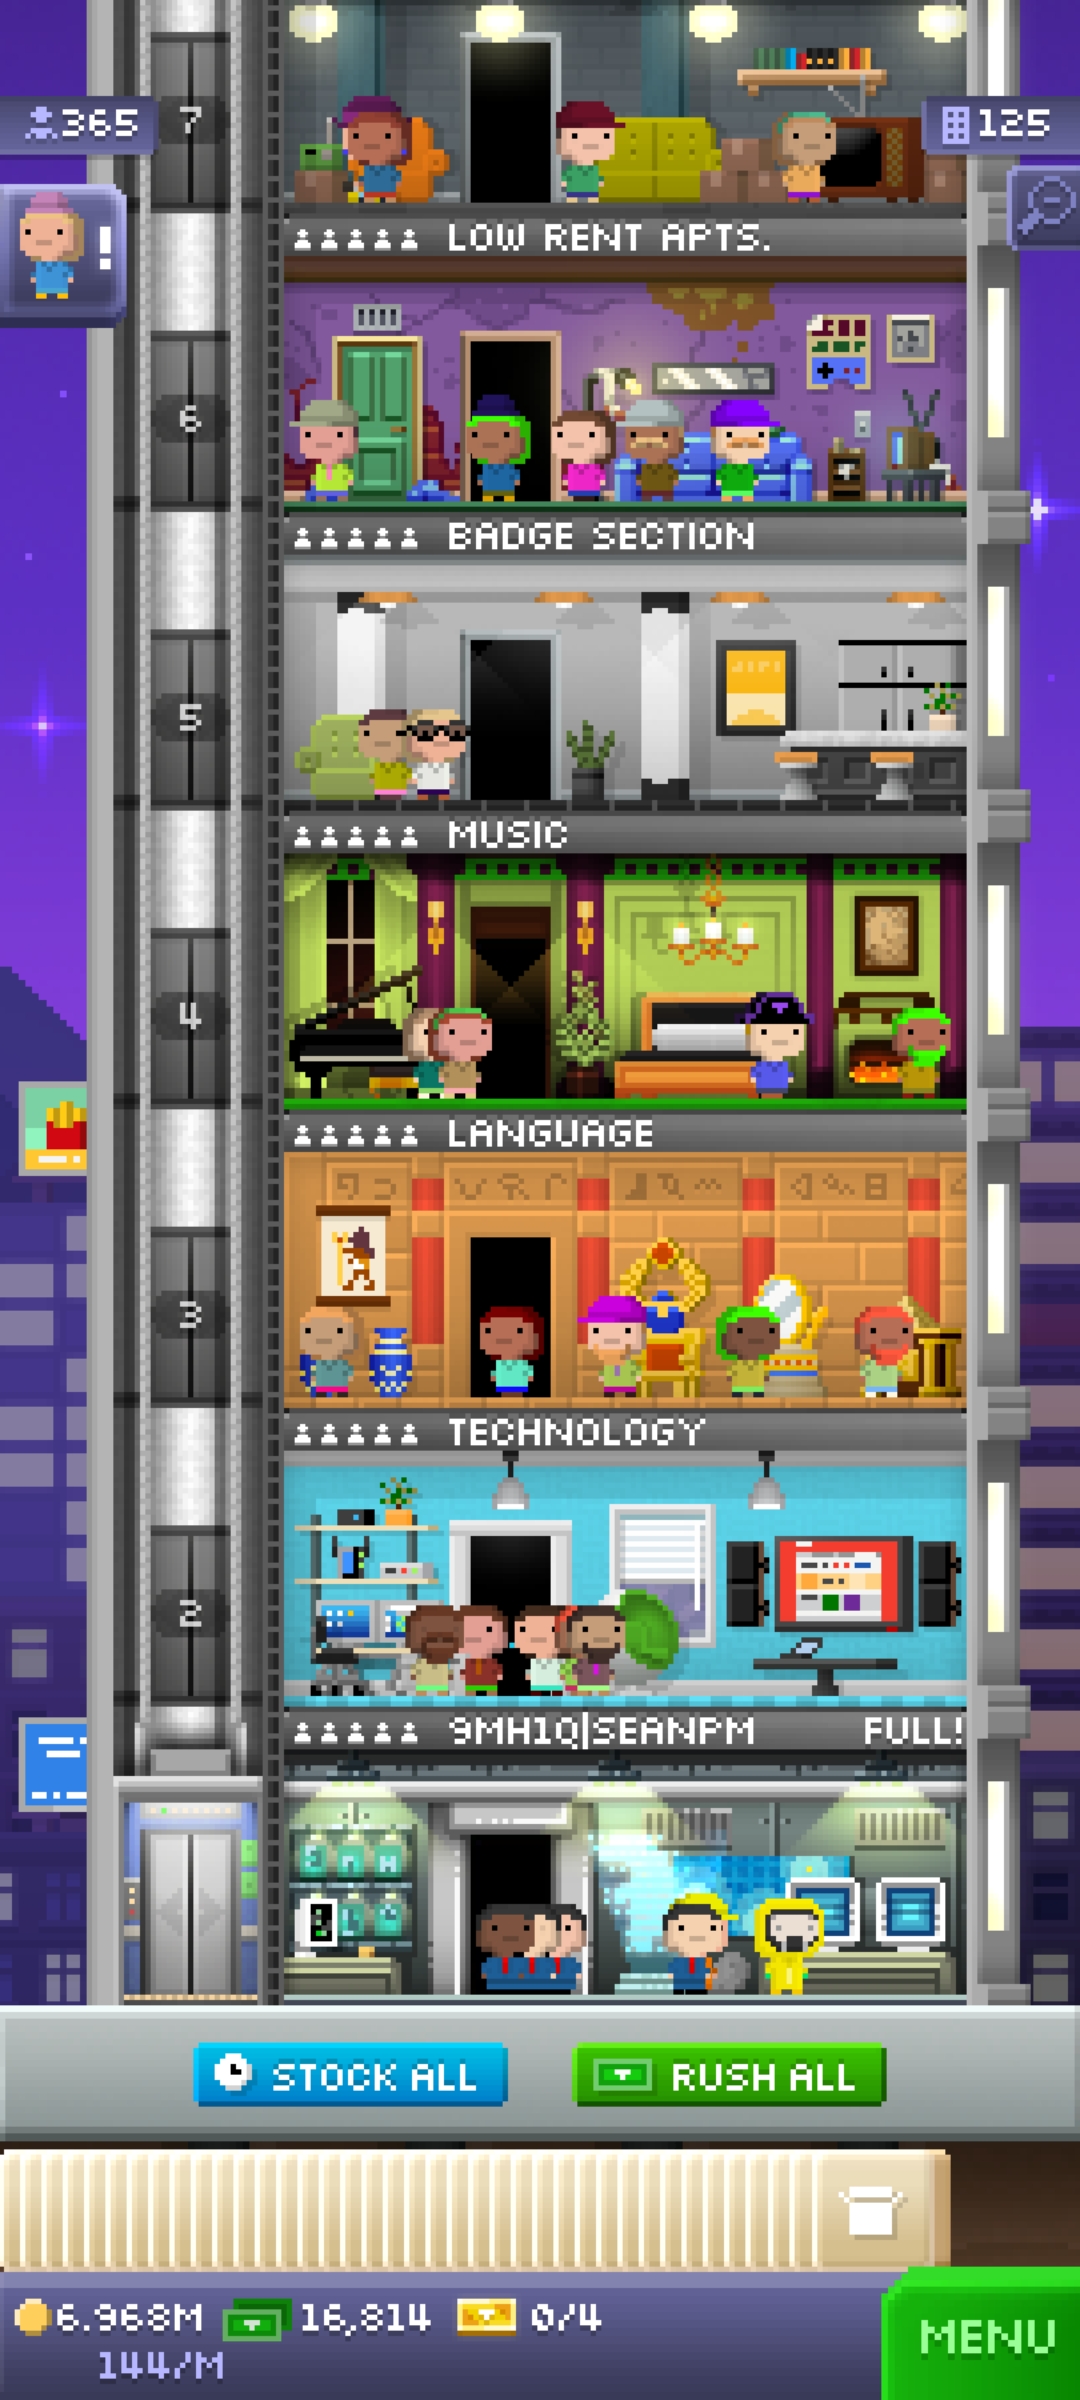 7
365
125
!
LOW RENT APTS.
6
BADGE SECTION
5
MUSIC
4
LANGUAGE
3
TECHNOLOGY
2
9MH1Q|SEANPM FULL!
STOCK ALL
RUSH ALL
6.968M 16,814 0/4
144/M
MENU